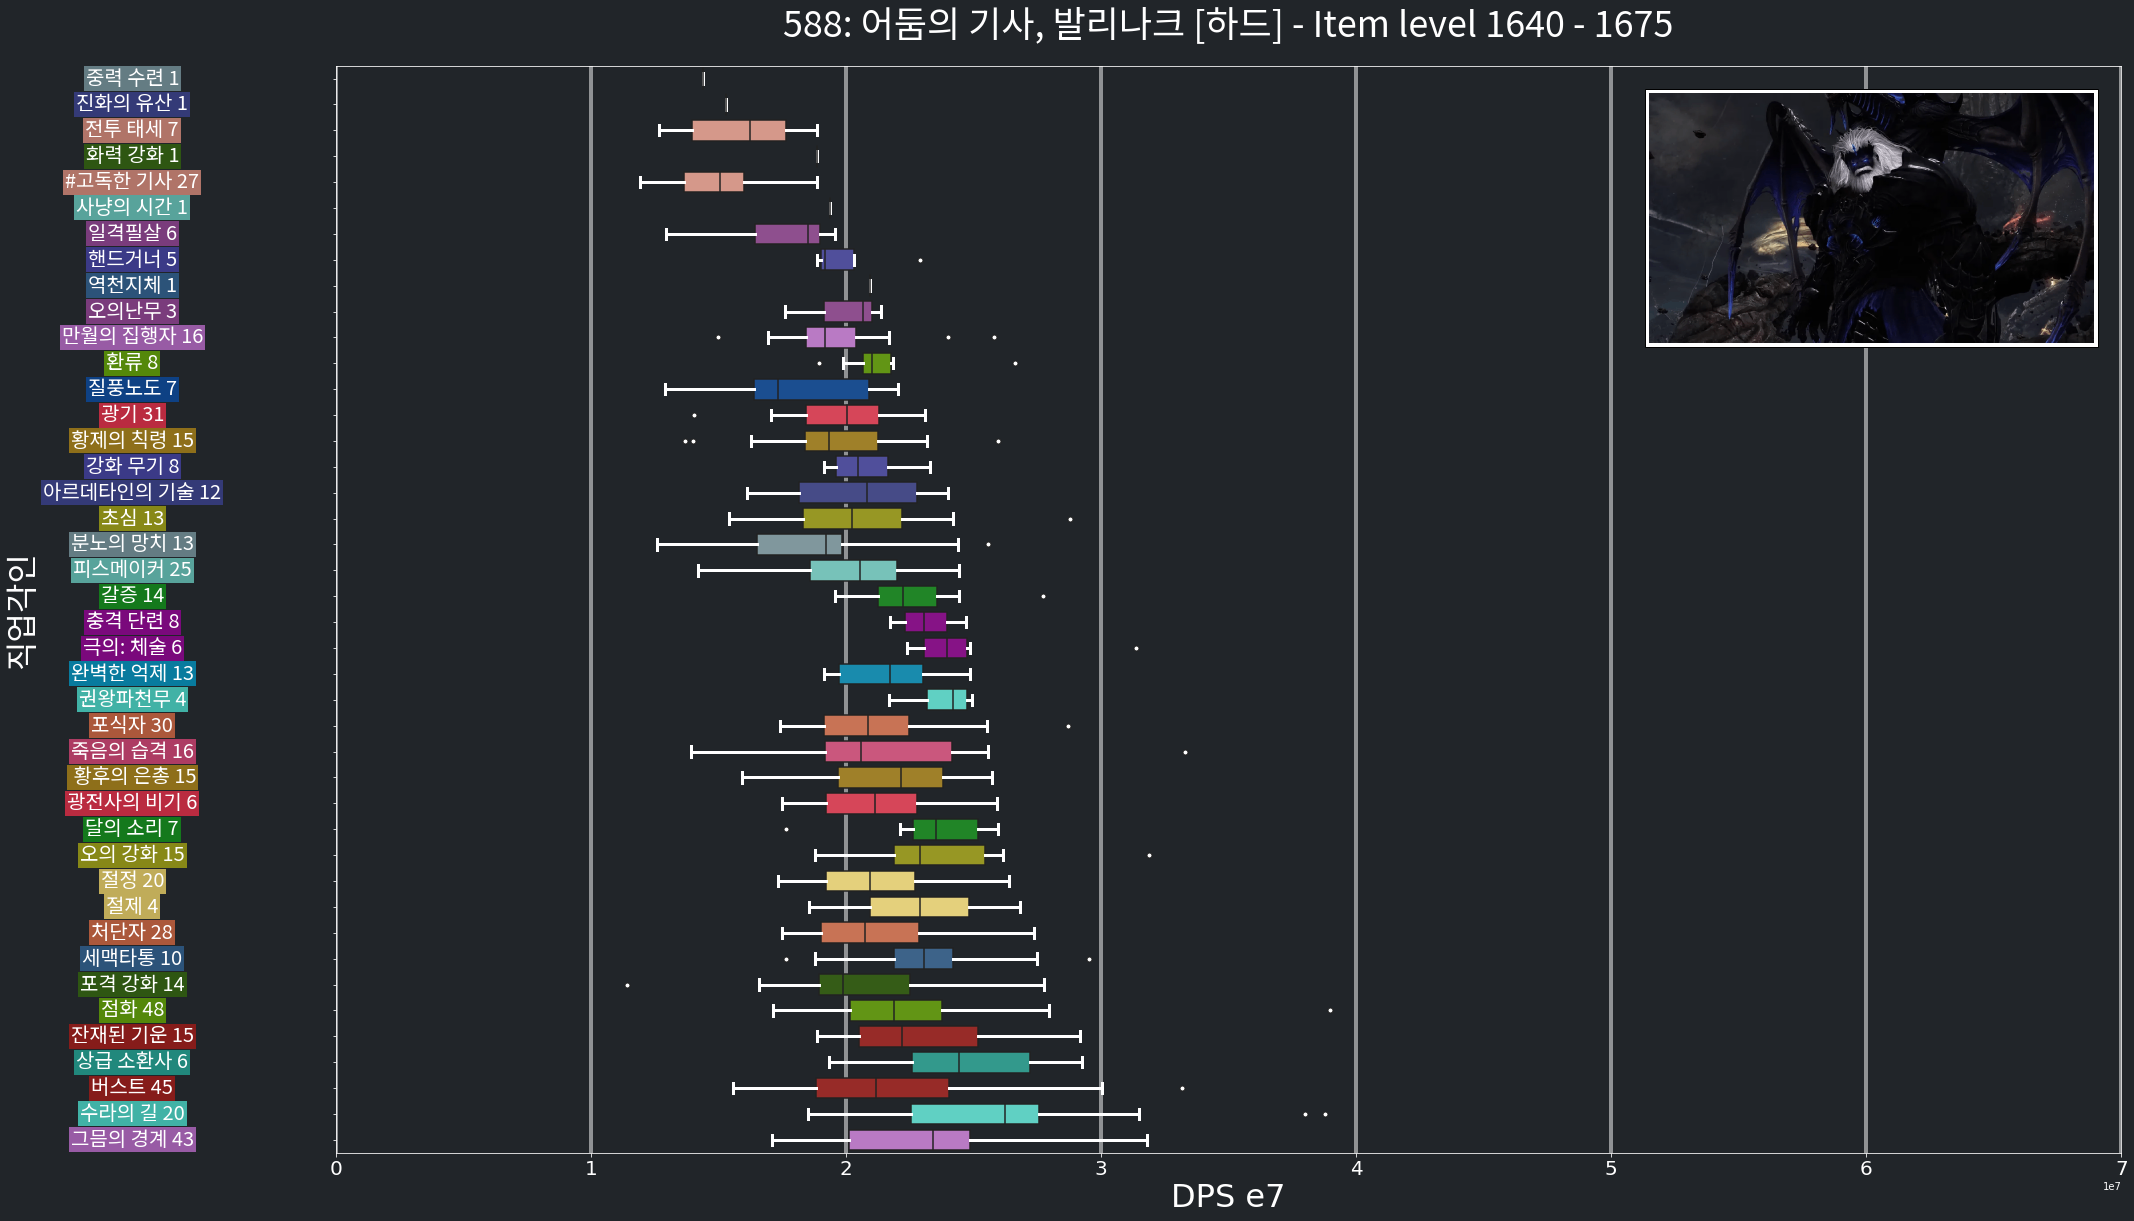 588: 어둠의 기사, 발리나크 [하드] - Item level 1640 - 1675
직업각인
중력 수련 1
진화의 유산 1
전투 태세 7
화력 강화 1
#고독한 기사 27
사냥의 시간 1
일격필살 6
핸드거너 5
역천지체 1
오의난무 3
만월의 집행자 16
환류 8
질풍노도 7
광기 31
황제의 칙령 15
강화 무기 8
아르데타인의 기술 12
초심 13
분노의 망치 13
피스메이커 25
갈증 14
충격 단련 8
극의: 체술 6
완벽한 억제 13
권왕파천무 4
포식자 30
죽음의 습격 16
황후의 은총 15
광전사의 비기 6
달의 소리 7
오의 강화 15
절정 20
절제 4
처단자 28
세맥타통 10
포격 강화 14
점화 48
잔재된 기운 15
상급 소환사 6
버스트 45
수라의 길 20
그믐의 경계 43
0 1 2 3 4 5 6 7
1e7
DPS e7